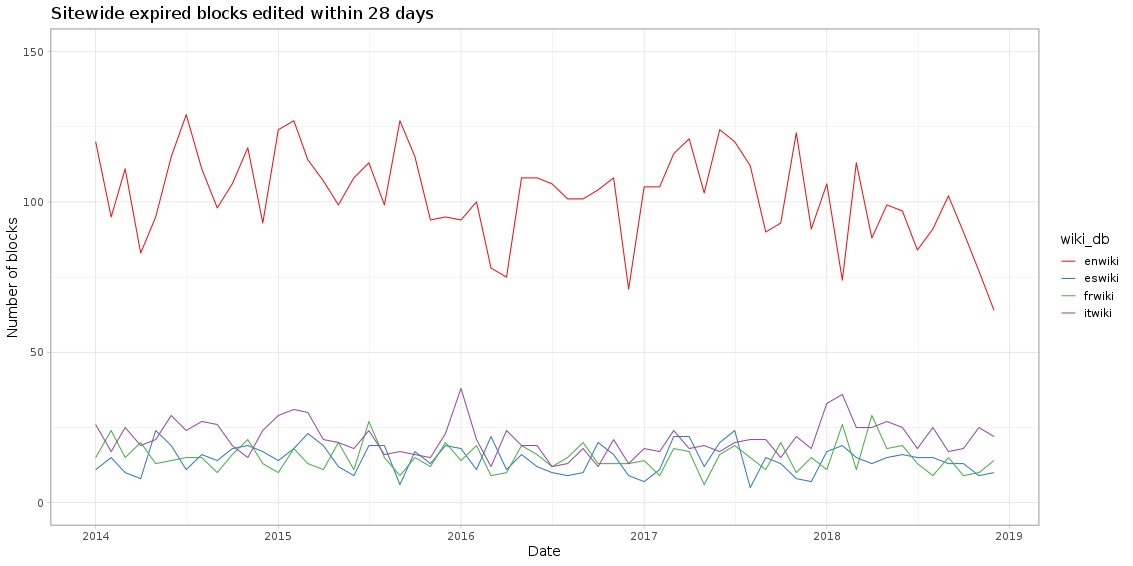 Sitewide expired blocks edited within 28 days
Number of blocks
150
100
50
0
2014 2015 2016 2017 2018 2019
Date
wiki_db
enwiki
eswiki
frwiki
itwiki